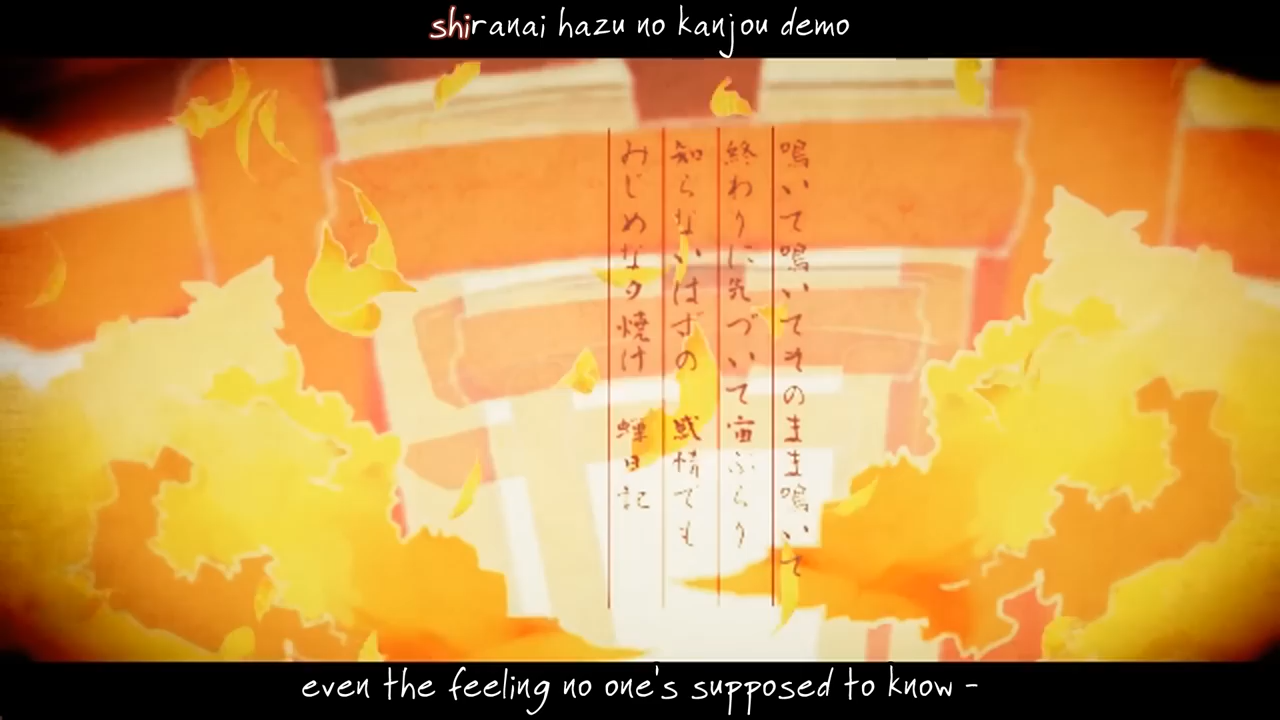 shiranai hazu no kanjou demo
鳴いて鳴いてそのまま鳴いて
終わりに気づいて宙ぶらり
知らないはずの 感情でも
みじめな夕焼け 蝉日記
even the feeling no one's supposed to know -